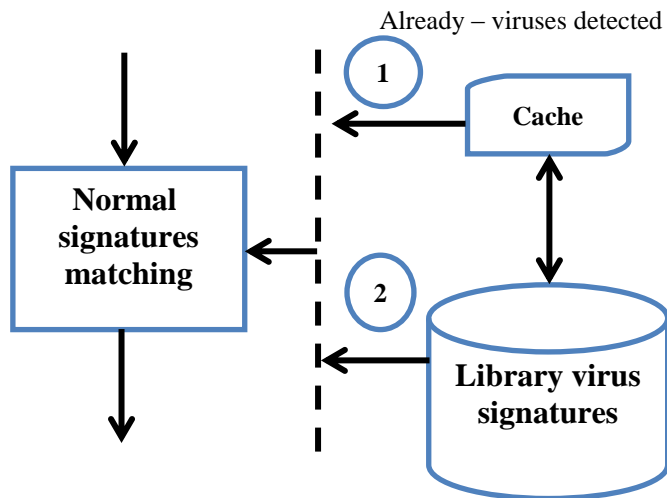 Already – viruses detected
1
Cache
Normal
signatures
matching
2
Library virus
signatures